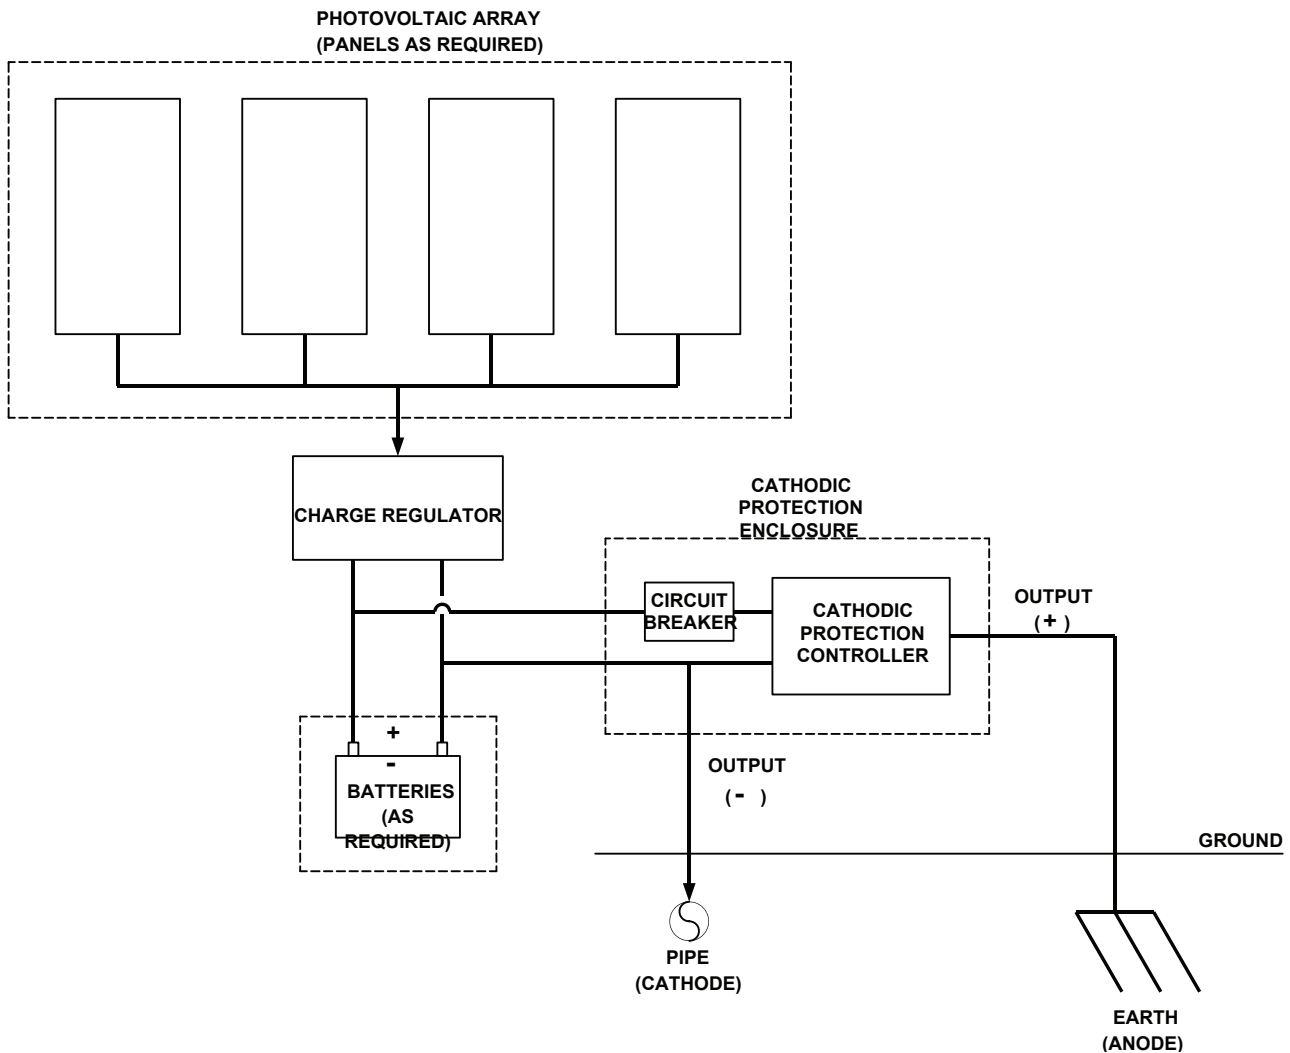 PHOTOVOLTAIC ARRAY
(PANELS AS REQUIRED)
CHARGE REGULATOR
CATHODIC
PROTECTION
ENCLOSURE
CIRCUIT
BREAKER
CATHODIC
PROTECTION
CONTROLLER
OUTPUT
(+)
+
-
BATTERIES
(AS
REQUIRED)
OUTPUT
(- )
GROUND
PIPE
(CATHODE)
EARTH
(ANODE)